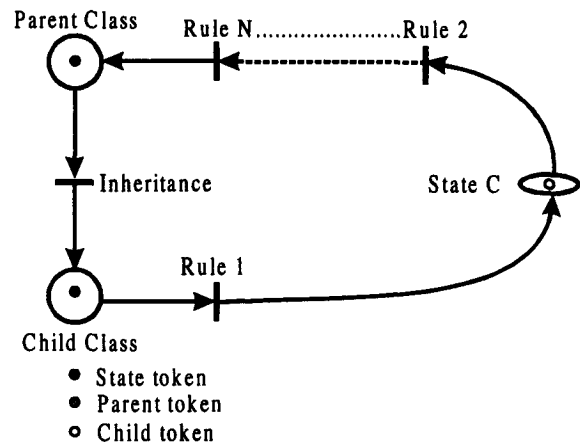 Parent Class
Rule N.......................Rule 2
Inheritance
State C
Rule 1
Child Class
State token
Parent token
Child token